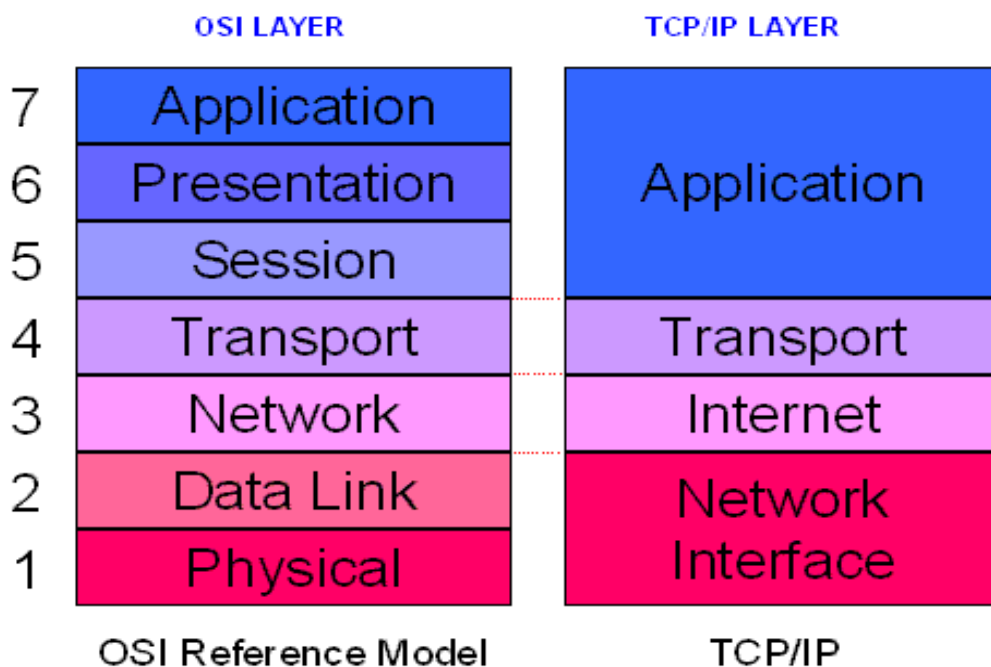 OSI LAYER
TCP/IP LAYER
7
Application
6
Presentation
5
Session
4
Transport
3
Network
2
Data Link
1
Physical
Application
Transport
Internet
Network
Interface
OSI Reference Model
TCP/IP